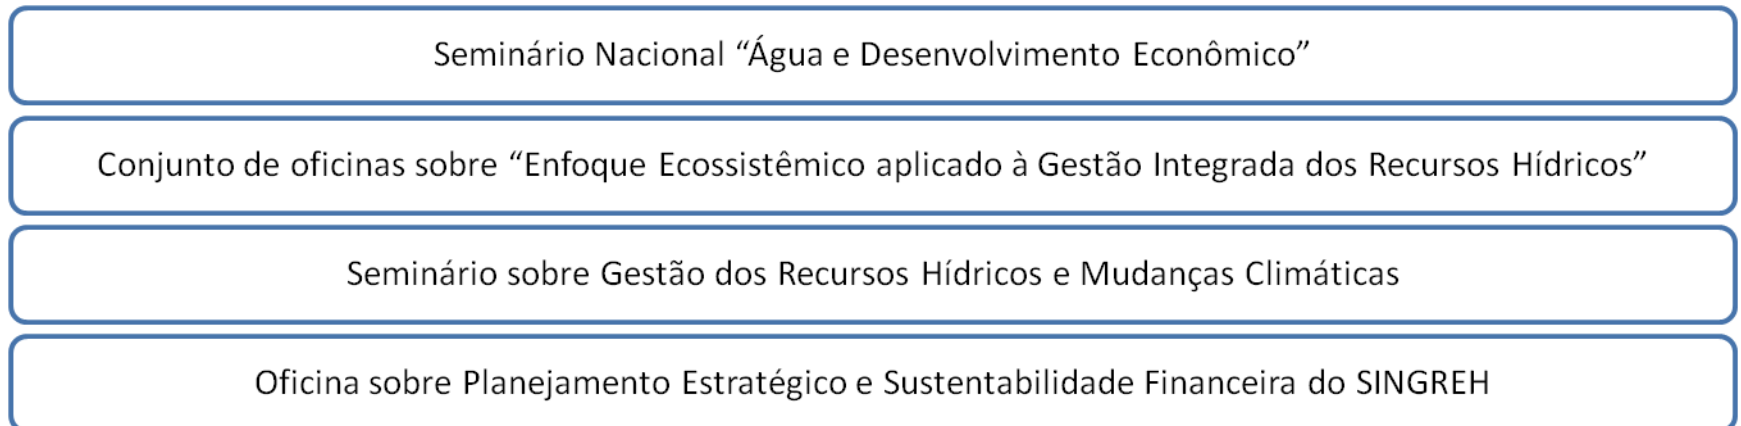 Seminário Nacional “Água e Desenvolvimento Econômico”
Conjunto de oficinas sobre “Enfoque Ecossistêmico aplicado à Gestão Integrada dos Recursos Hídricos”
Seminário sobre Gestão dos Recursos Hídricos e Mudanças Climáticas
Oficina sobre Planejamento Estratégico e Sustentabilidade Financeira do SINGREH